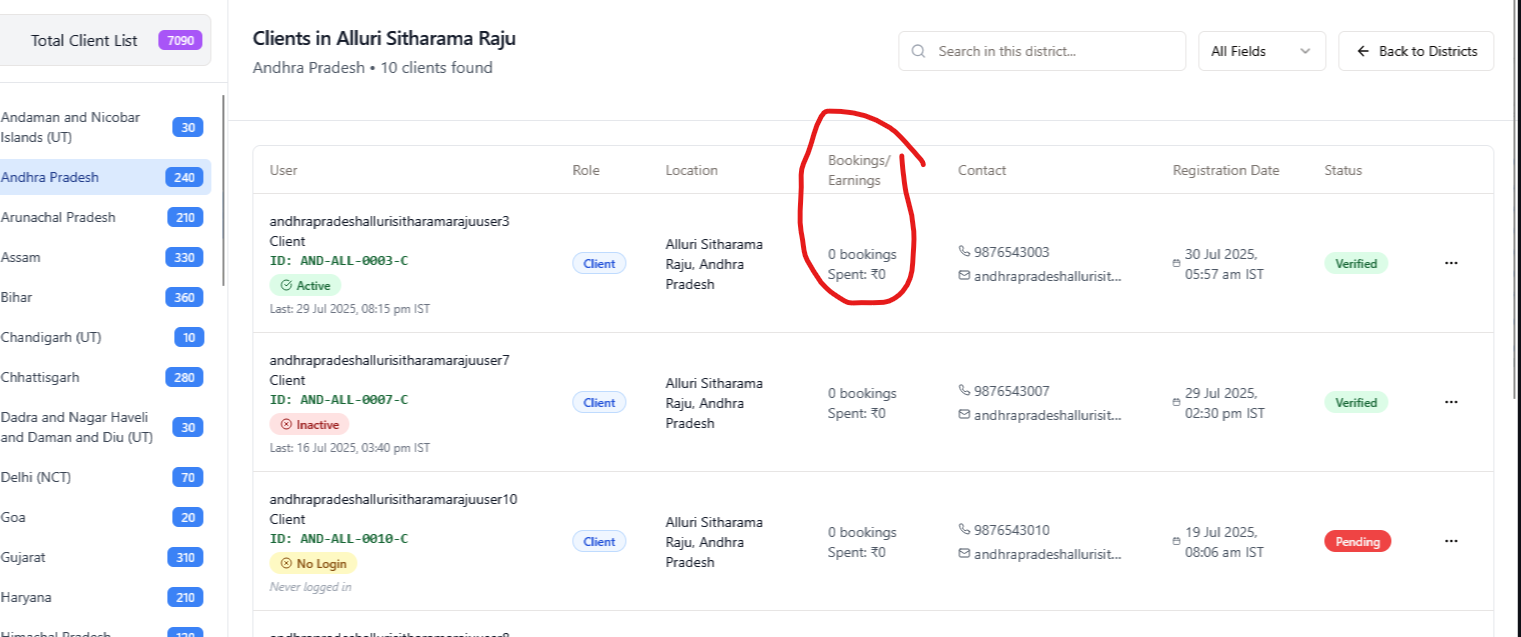 Total Client List 7090
Andaman and Nicobar
Islands (UT) 30
Andhra Pradesh 240
Arunachal Pradesh 210
Assam 330
Bihar 360
Chandigarh (UT) 10
Chhattisgarh 280
Dadra and Nagar Haveli
and Daman and Diu (UT) 30
Delhi (NCT) 70
Goa 20
Gujarat 310
Haryana 210
Himachal Pradesh
Clients in Alluri Sitharama Raju
Andhra Pradesh • 10 clients found
Search in this district...
All Fields
Back to Districts
User Role Location Bookings/ Contact Registration Date Status
Earnings
andhrapradeshallurisitharamarajuuser3
Client
ID: AND-ALL-0003-C
Active
Last: 29 Jul 2025, 08:15 pm IST
Client
Alluri Sitharama
Raju, Andhra
Pradesh
0 bookings
Spent: ₹0
9876543003
andhrapradeshallurisit...
30 Jul 2025,
05:57 am IST
Verified
...
andhrapradeshallurisitharamarajuuser7
Client
ID: AND-ALL-0007-C
Inactive
Last: 16 Jul 2025, 03:40 pm IST
Client
Alluri Sitharama
Raju, Andhra
Pradesh
0 bookings
Spent: ₹0
9876543007
andhrapradeshallurisit...
29 Jul 2025,
02:30 pm IST
Verified
...
andhrapradeshallurisitharamarajuuser10
Client
ID: AND-ALL-0010-C
No Login
Never logged in
Client
Alluri Sitharama
Raju, Andhra
Pradesh
0 bookings
Spent: ₹0
9876543010
andhrapradeshallurisit...
19 Jul 2025,
08:06 am IST
Pending
...